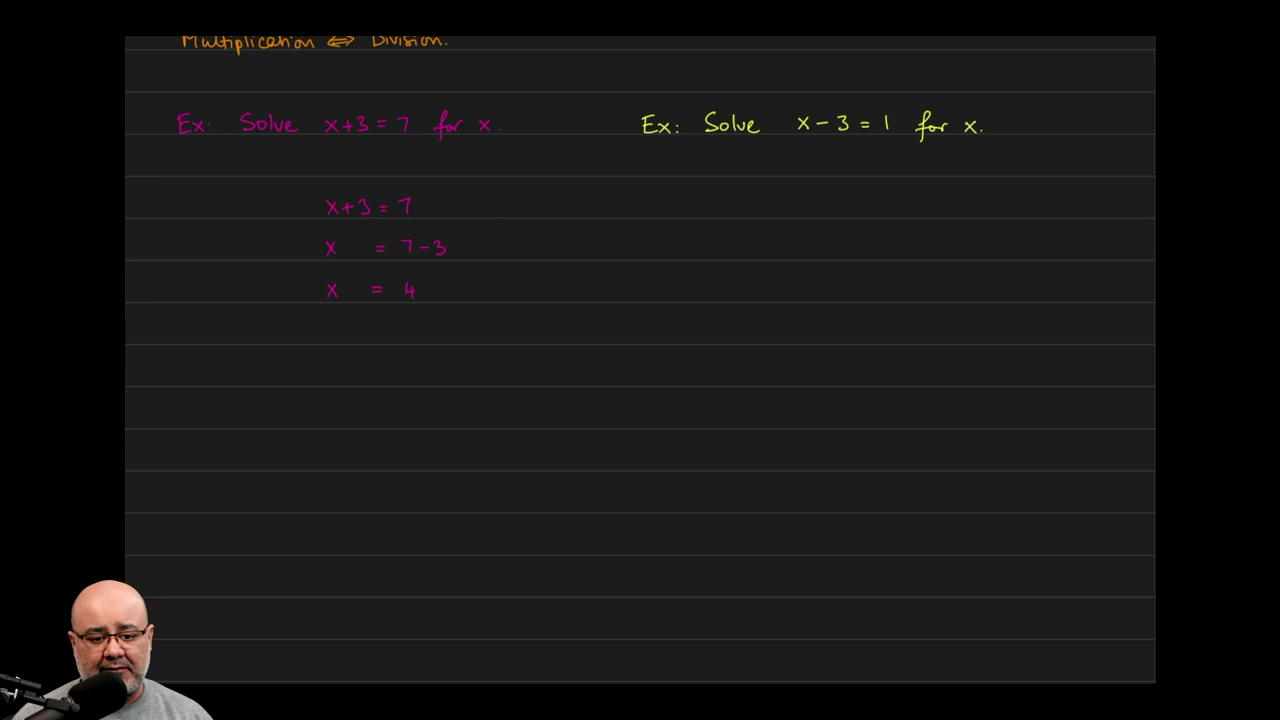 Multiplication ⇔ Division.
Ex: Solve x+3=7 for x.
x+3=7
x = 7-3
x = 4
Ex: Solve x-3=1 for x.